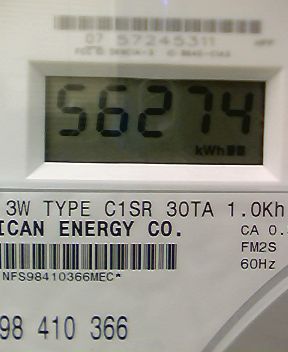 07 57245311
56274
kWh
3W TYPE C1SR 30TA 1.0Kh
ICAN ENERGY CO.
CA 0.
FM2S
60Hz
NFS98410366MEC*
98 410 366